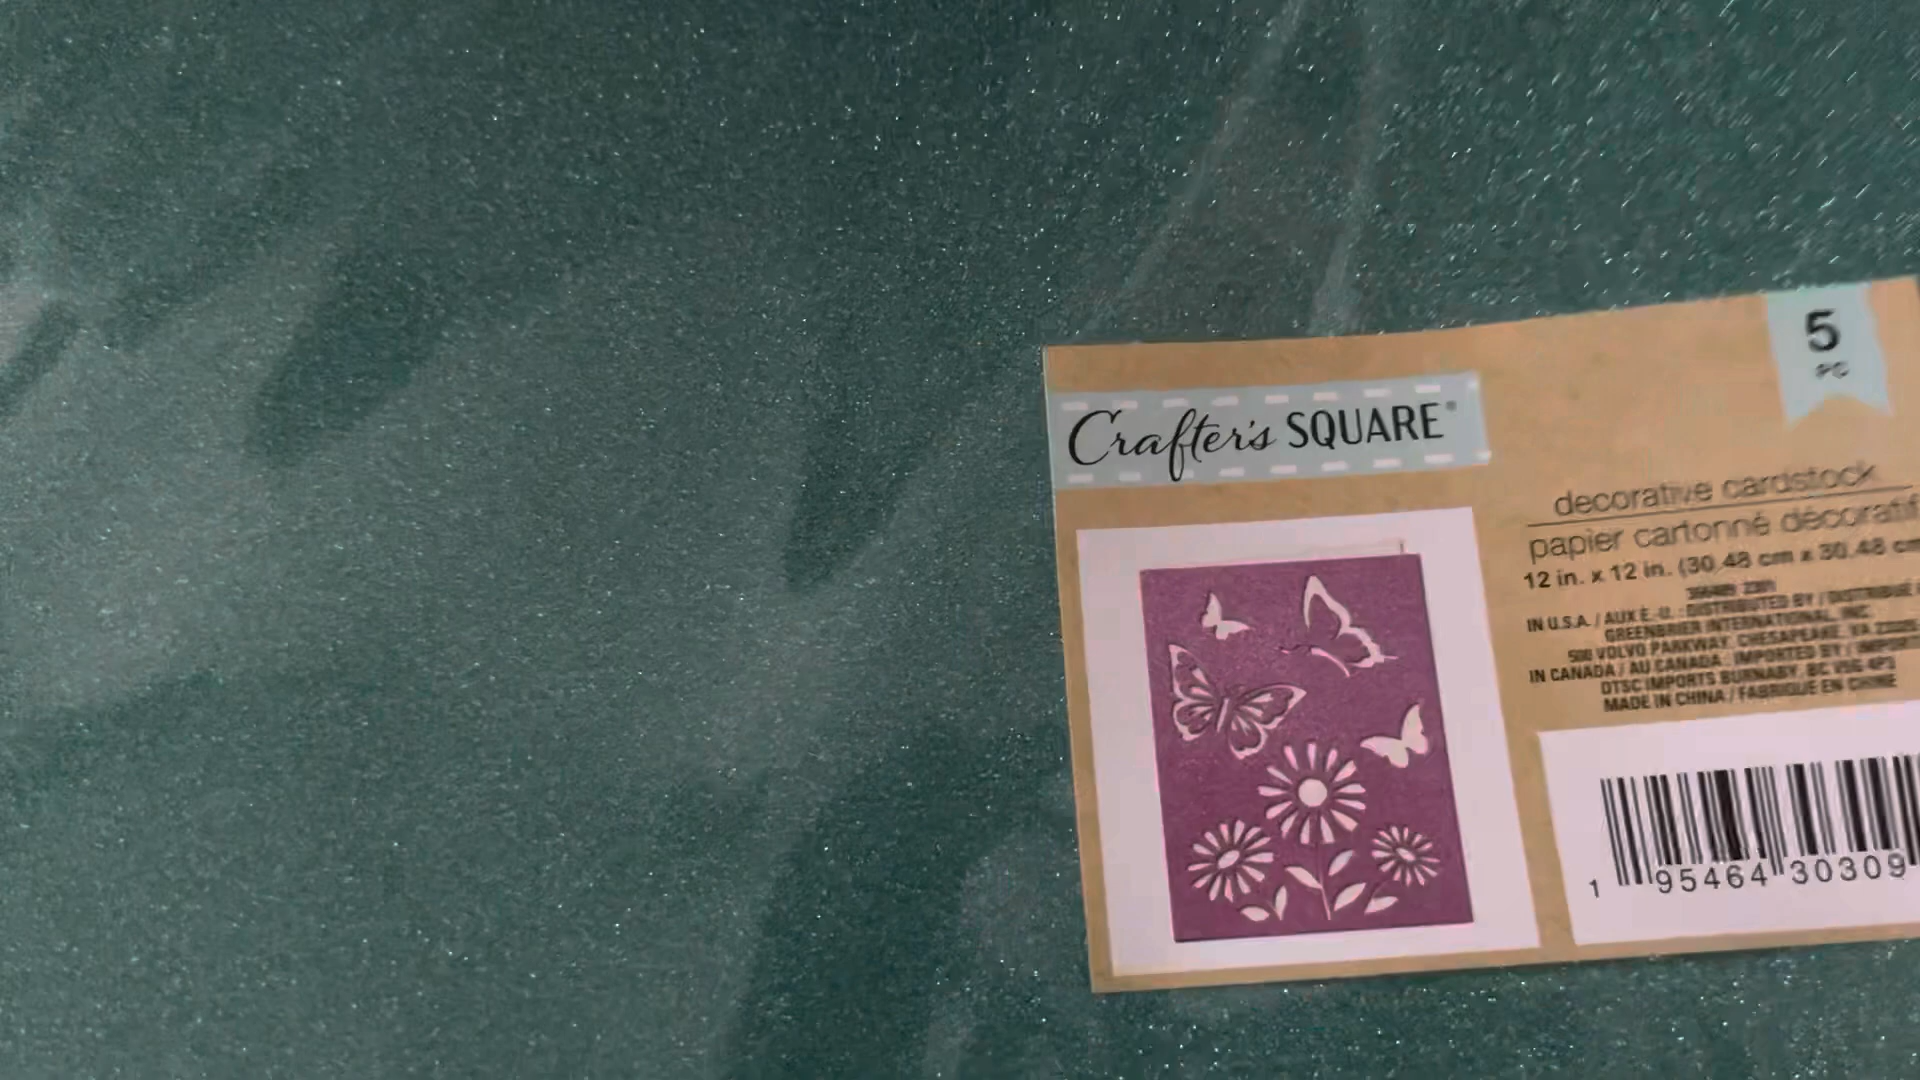 5
PC
Crafter's SQUARE®
decorative cardstock
papier cartonné décoratif
12 in. x 12 in. (30.48 cm x 30.48 cm
IN U.S.A. / AUX É.-U. : DISTRIBUTED BY / DISTRIBUÉ
GREENBRIER INTERNATIONAL, INC
500 VOLVO PARKWAY, CHESAPEAKE, VA
IN CANADA / AU CANADA : IMPORTED BY /
DTSC IMPORTS BURNABY, BC V5G 4P3
MADE IN CHINA / FABRIQUÉ EN CHINE
1 95464 30309